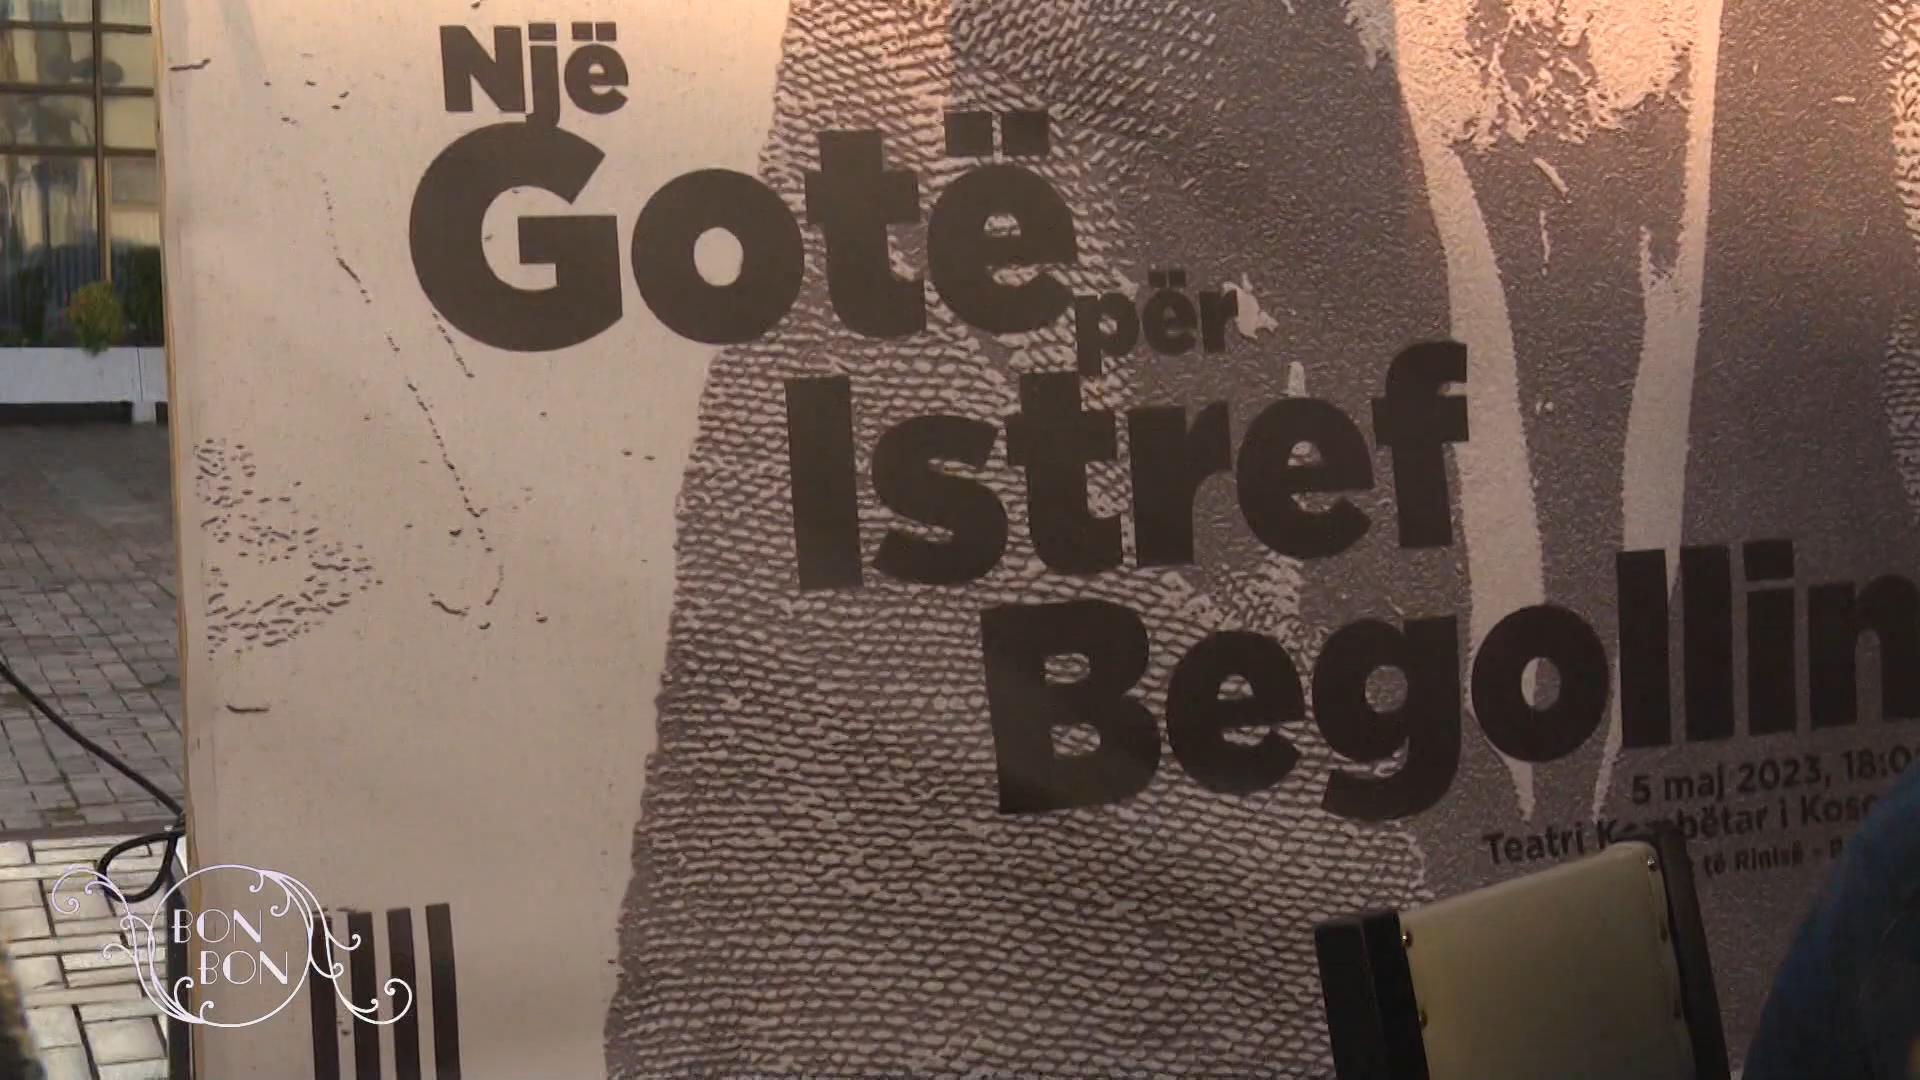 Një
Gotë
për
Istref
Begollin
5 maj 2023, 18:0
Teatri i
të Rinisë -
BON
BON